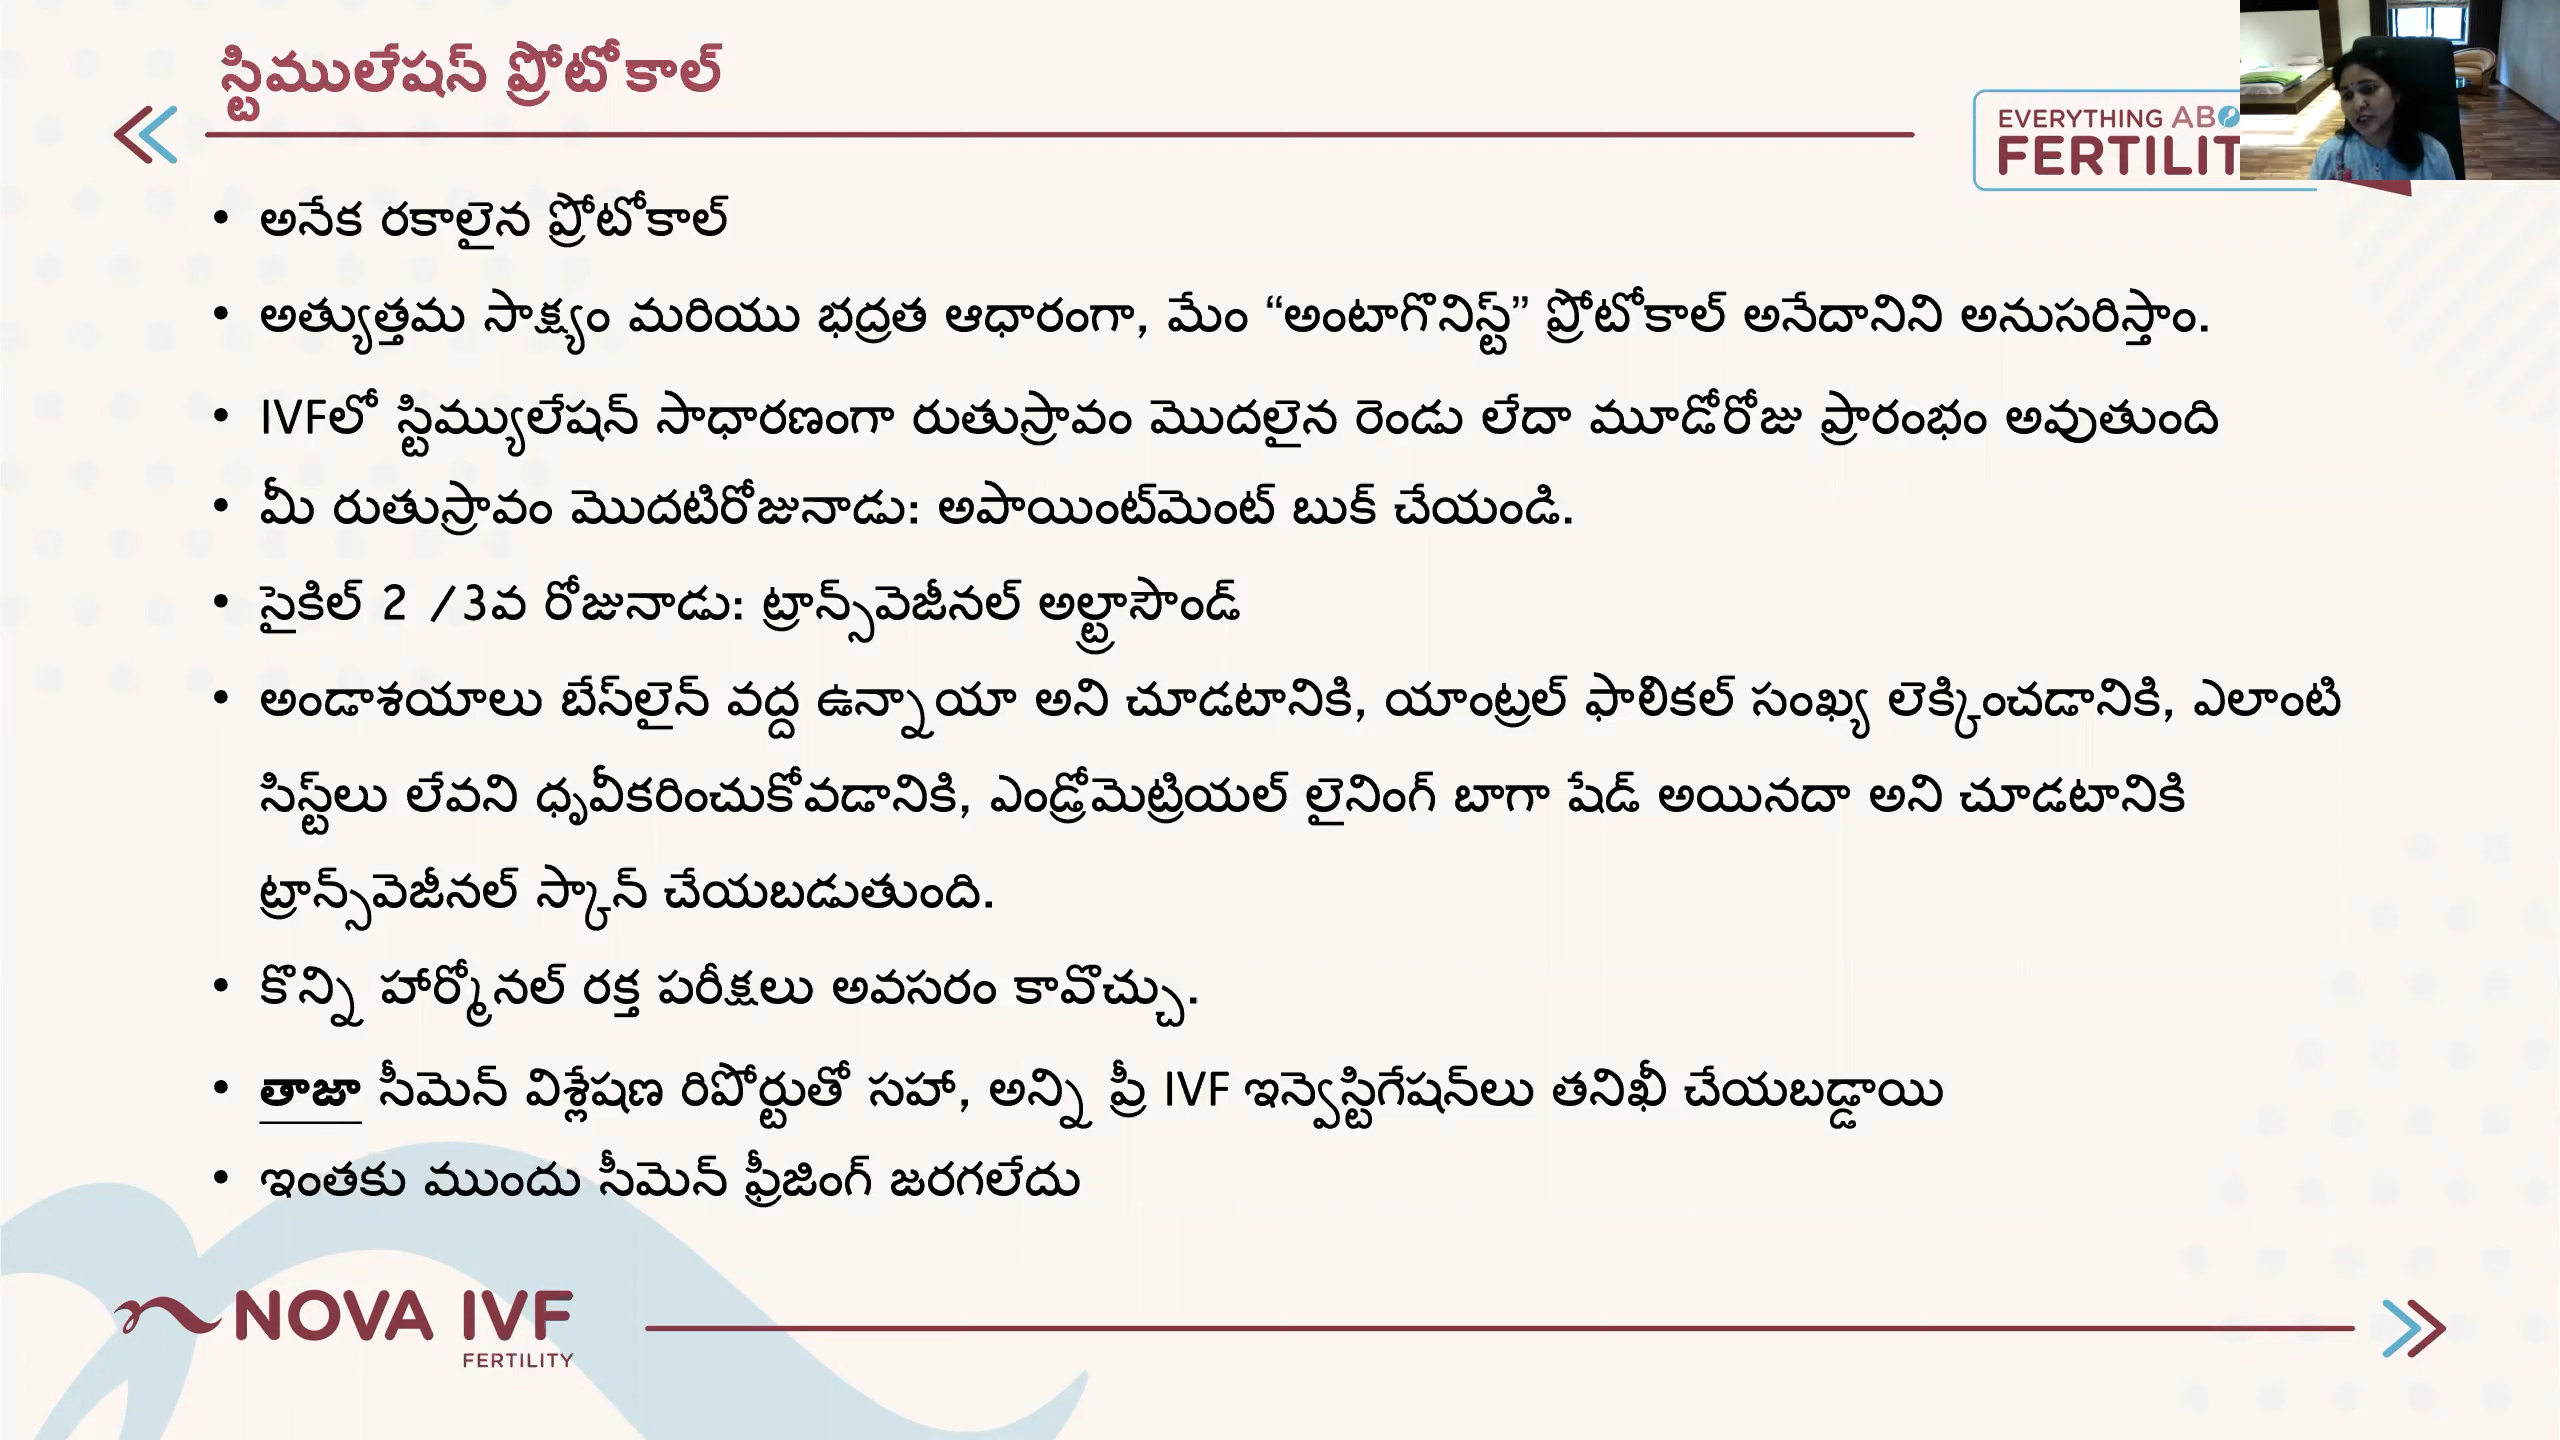 స్టిములేషన్ ప్రోటోకాల్
EVERYTHING
FERTILIT
• అనేక రకాలైన ప్రోటోకాల్
• అత్యుత్తమ సాక్ష్యం మరియు భద్రత ఆధారంగా, మేం “అంటాగొనిస్ట్” ప్రోటోకాల్ అనేదానిని అనుసరిస్తాం.
• IVFలో స్టిమ్యులేషన్ సాధారణంగా రుతుస్రావం మొదలైన రెండు లేదా మూడోరోజు ప్రారంభం అవుతుంది
• మీ రుతుస్రావం మొదటిరోజునాడు: అపాయింట్‌మెంట్ బుక్ చేయండి.
• సైకిల్ 2 /3వ రోజునాడు: ట్రాన్స్‌వెజీనల్ అల్ట్రాసౌండ్
• అండాశయాలు బేస్‌లైన్ వద్ద ఉన్నాయా అని చూడటానికి, యాంట్రల్ ఫాలికల్ సంఖ్య లెక్కించడానికి, ఎలాంటి
సిస్ట్‌లు లేవని ధృవీకరించుకోవడానికి, ఎండ్రోమెట్రియల్ లైనింగ్ బాగా షేడ్ అయినదా అని చూడటానికి
ట్రాన్స్‌వెజీనల్ స్కాన్ చేయబడుతుంది.
• కొన్ని హార్మోనల్ రక్త పరీక్షలు అవసరం కావొచ్చు.
• తాజా సీమెన్ విశ్లేషణ రిపోర్టుతో సహా, అన్ని ప్రీ IVF ఇన్వెస్టిగేషన్‌లు తనిఖీ చేయబడ్డాయి
• ఇంతకు ముందు సీమెన్ ఫ్రీజింగ్ జరగలేదు
NOVA IVF
FERTILITY